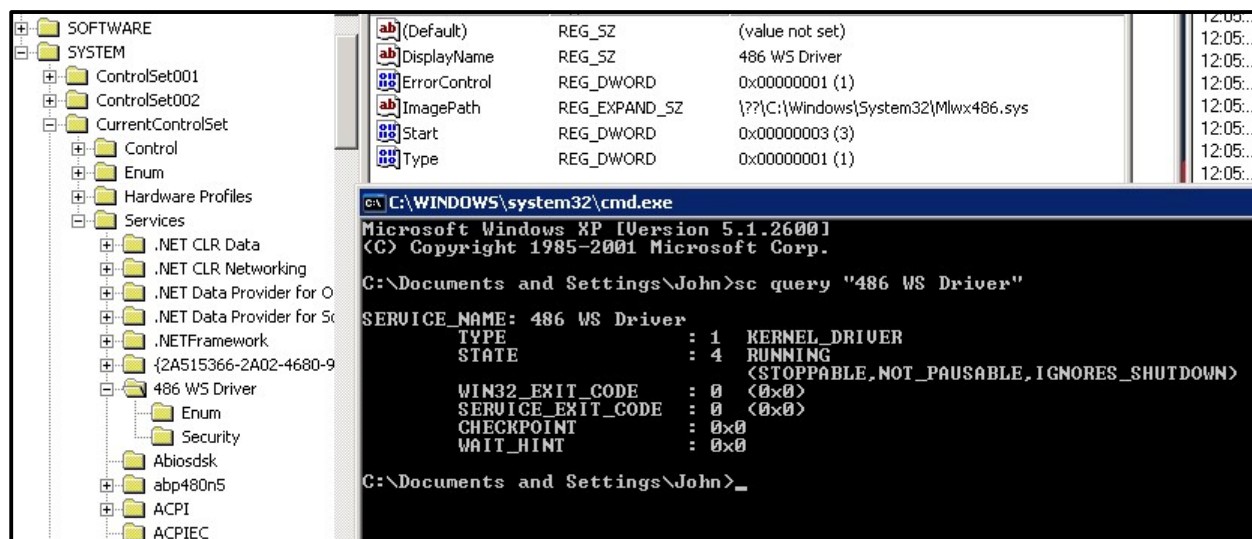 SOFTWARE
SYSTEM
ControlSet001
ControlSet002
CurrentControlSet
Control
Enum
Hardware Profiles
Services
.NET CLR Data
.NET CLR Networking
.NET Data Provider for O
.NET Data Provider for
.NETFramework
{2A515366-2A02-4680-9
486 WS Driver
Enum
Security
Abiosdsk
abp480n5
ACPI
ACPIEC
(Default) REG_SZ (value not set)
DisplayName REG_SZ 486 WS Driver
ErrorControl REG_DWORD 0x00000001 (1)
ImagePath REG_EXPAND_SZ \??\C:\Windows\System32\Mlwx486.sys
Start REG_DWORD 0x00000003 (3)
Type REG_DWORD 0x00000001 (1)
C:\WINDOWS\system32\cmd.exe
Microsoft Windows XP [Version 5.1.2600]
(C) Copyright 1985-2001 Microsoft Corp.
C:\Documents and Settings\John>sc query "486 WS Driver"
SERVICE_NAME: 486 WS Driver
TYPE : 1 KERNEL_DRIVER
STATE : 4 RUNNING
(STOPPABLE,NOT_PAUSABLE,IGNORES_SHUTDOWN)
WIN32_EXIT_CODE : 0 (0x0)
SERVICE_EXIT_CODE : 0 (0x0)
CHECKPOINT : 0x0
WAIT_HINT : 0x0
C:\Documents and Settings\John>_
12:05:..
12:05:..
12:05:..
12:05:..
12:05:..
12:05:..
12:05:..